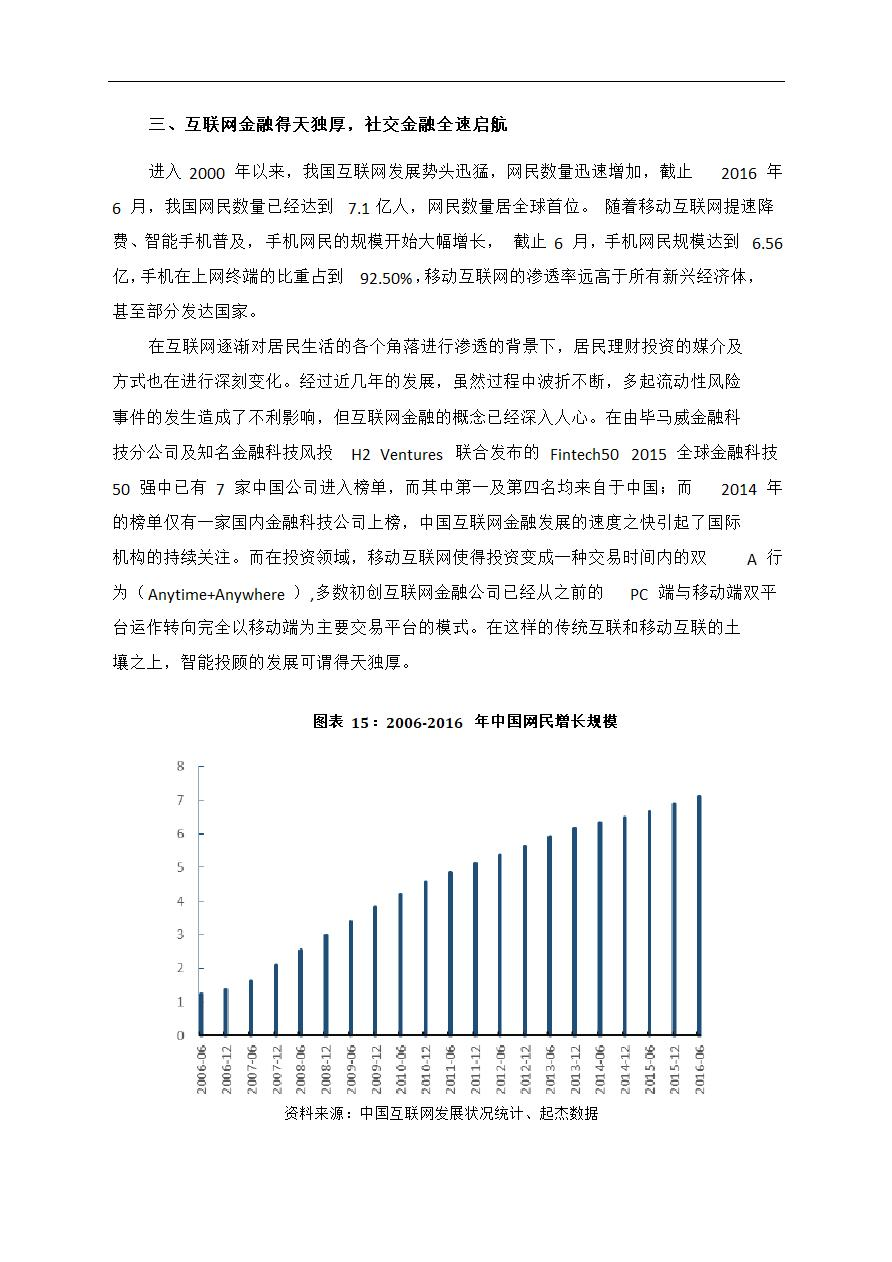 三、互联网金融得天独厚，社交金融全速启航
进入 2000 年以来，我国互联网发展势头迅猛，网民数量迅速增加，截止 2016 年
6 月，我国网民数量已经达到 7.1 亿人，网民数量居全球首位。 随着移动互联网提速降
费、智能手机普及， 手机网民的规模开始大幅增长， 截止 6 月，手机网民规模达到 6.56
亿，手机在上网终端的比重占到 92.50%，移动互联网的渗透率远高于所有新兴经济体，
甚至部分发达国家。
在互联网逐渐对居民生活的各个角落进行渗透的背景下，居民理财投资的媒介及
方式也在进行深刻变化。经过近几年的发展，虽然过程中波折不断，多起流动性风险
事件的发生造成了不利影响，但互联网金融的概念已经深入人心。在由毕马威金融科
技分公司及知名金融科技风投 H2 Ventures 联合发布的 Fintech50 2015 全球金融科技
50 强中已有 7 家中国公司进入榜单，而其中第一及第四名均来自于中国；而 2014 年
的榜单仅有一家国内金融科技公司上榜，中国互联网金融发展的速度之快引起了国际
机构的持续关注。而在投资领域，移动互联网使得投资变成一种交易时间内的双 A 行
为（Anytime+Anywhere ）,多数初创互联网金融公司已经从之前的 PC 端与移动端双平
台运作转向完全以移动端为主要交易平台的模式。在这样的传统互联和移动互联的土
壤之上，智能投顾的发展可谓得天独厚。
图表 15：2006-2016 年中国网民增长规模
8
7
6
5
4
3
2
1
0
2006-06
2006-12
2007-06
2007-12
2008-06
2008-12
2009-06
2009-12
2010-06
2010-12
2011-06
2011-12
2012-06
2012-12
2013-06
2013-12
2014-06
2014-12
2015-06
2015-12
2016-06
资料来源：中国互联网发展状况统计、起杰数据